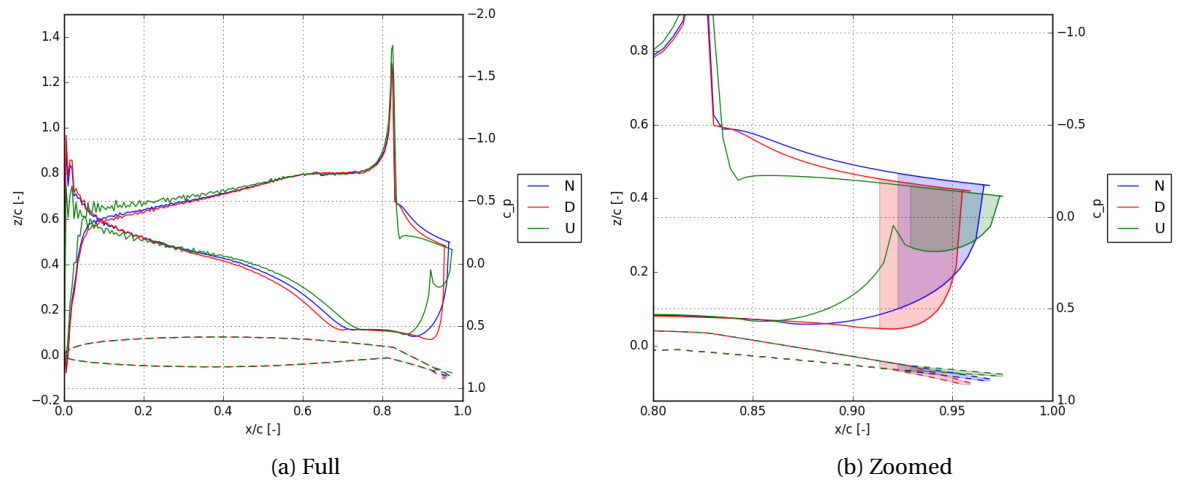 1.4
1.2
1.0
0.8
0.6
0.4
0.2
0.0
−0.2
z/c [-]
0.0 0.2 0.4 0.6 0.8 1.0
x/c [-]
−2.0
−1.5
−1.0
−0.5
0.0
0.5
1.0
c_p
N
D
U
(a) Full
0.8
0.6
0.4
0.2
0.0
z/c [-]
0.80 0.85 0.90 0.95 1.00
x/c [-]
−1.0
−0.5
0.0
0.5
1.0
c_p
N
D
U
(b) Zoomed